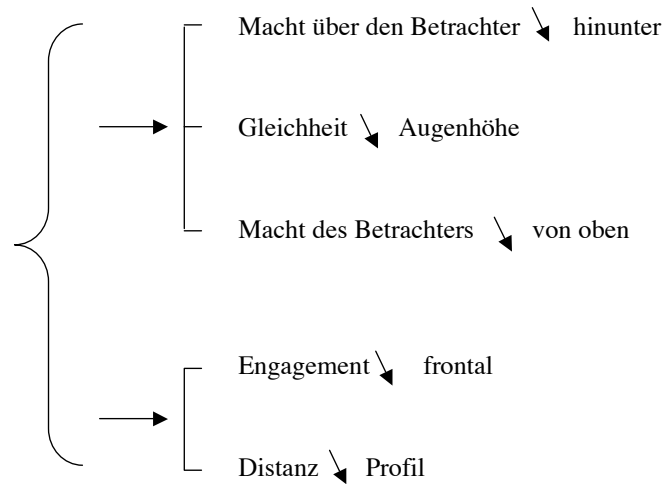 Macht über den Betrachter hinunter
Gleichheit Augenhöhe
Macht des Betrachters von oben
Engagement frontal
Distanz Profil